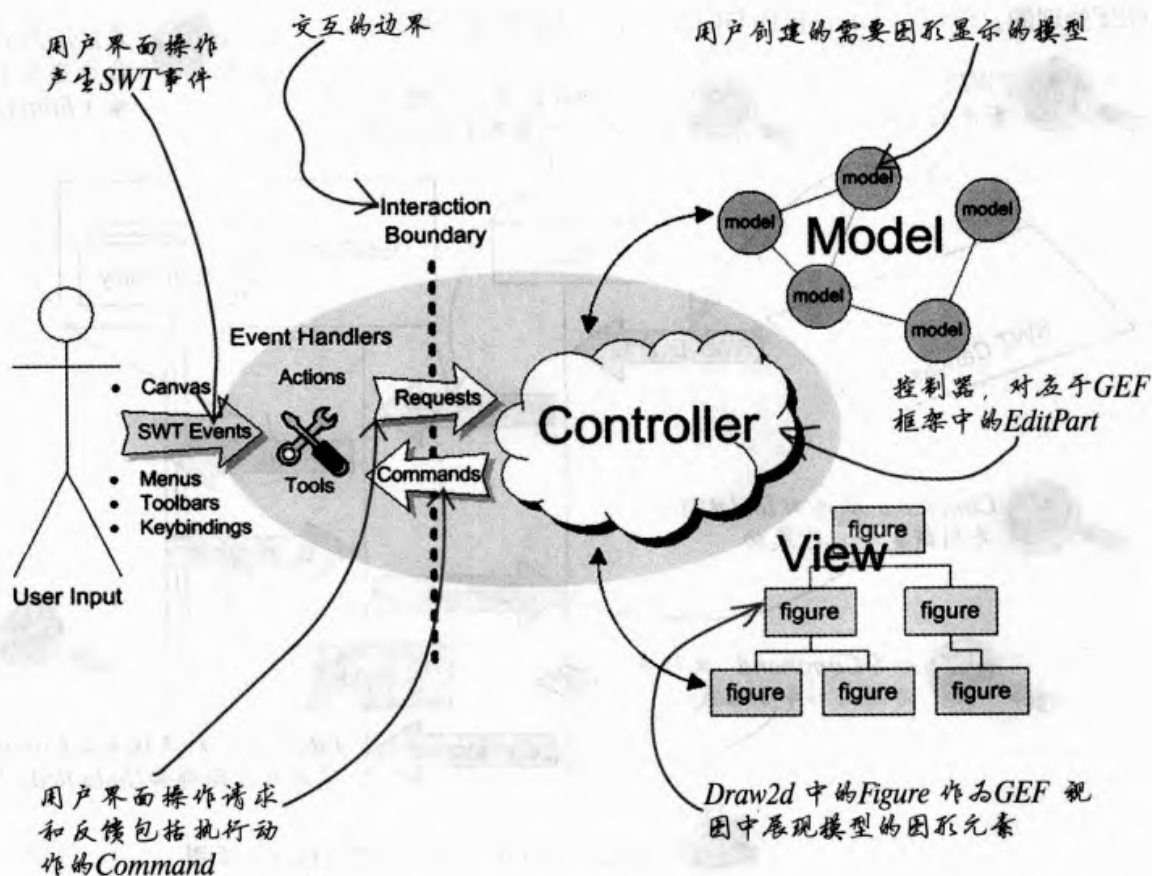 用户界面操作
产生SWT事件
交互的边界
用户创建的需要图形显示的模型
Interaction
Boundary
model
model
model
Model
model
model
Event Handlers
Actions
Tools
• Canvas
SWT Events
• Menus
• Toolbars
• Keybindings
User Input
Requests
Commands
Controller
控制器，对应于GEF
框架中的EditPart
figure
View
figure
figure
figure
figure
figure
用户界面操作请求
和反馈包括执行动
作的Command
Draw2d 中的Figure 作为GEF 视
图中展现模型的图形元素